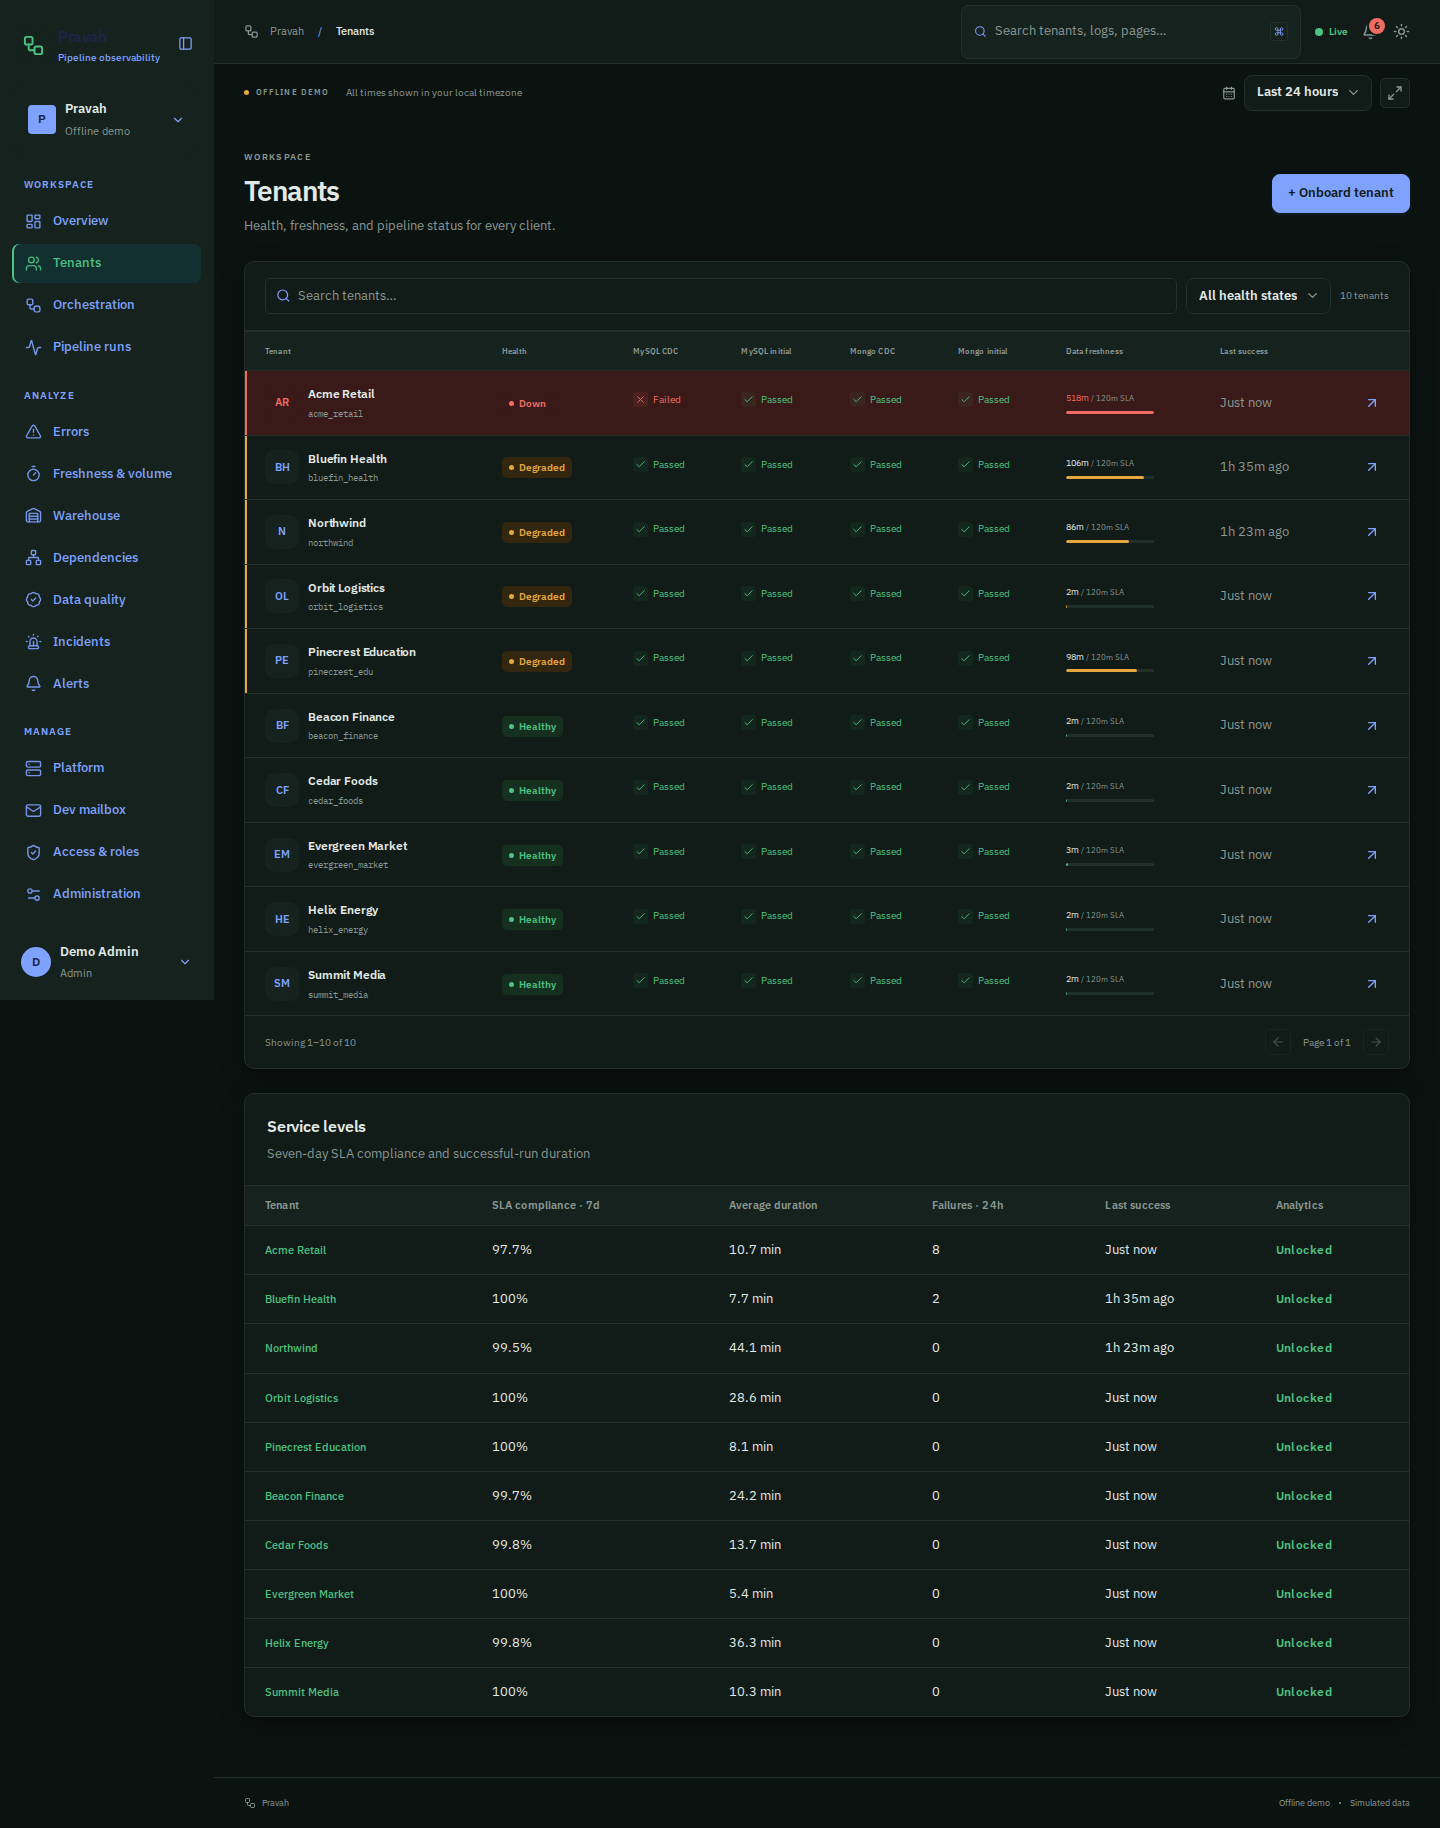 Pravah
Pipeline observability
P
Pravah
Offline demo
WORKSPACE
Overview
Tenants
Orchestration
Pipeline runs
ANALYZE
Errors
Freshness & volume
Warehouse
Dependencies
Data quality
Incidents
Alerts
MANAGE
Platform
Dev mailbox
Access & roles
Administration
D
Demo Admin
Admin
Pravah / Tenants
Search tenants, logs, pages...
⌘
Live
6
OFFLINE DEMO All times shown in your local timezone
Last 24 hours
WORKSPACE
Tenants
Health, freshness, and pipeline status for every client.
+ Onboard tenant
Search tenants...
All health states
10 tenants
Tenant Health MySQL CDC MySQL initial Mongo CDC Mongo initial Data freshness Last success
AR Acme Retail acme_retail Down Failed Passed Passed Passed 518m / 120m SLA Just now
BH Bluefin Health bluefin_health Degraded Passed Passed Passed Passed 106m / 120m SLA 1h 35m ago
N Northwind northwind Degraded Passed Passed Passed Passed 86m / 120m SLA 1h 23m ago
OL Orbit Logistics orbit_logistics Degraded Passed Passed Passed Passed 2m / 120m SLA Just now
PE Pinecrest Education pinecrest_edu Degraded Passed Passed Passed Passed 98m / 120m SLA Just now
BF Beacon Finance beacon_finance Healthy Passed Passed Passed Passed 2m / 120m SLA Just now
CF Cedar Foods cedar_foods Healthy Passed Passed Passed Passed 2m / 120m SLA Just now
EM Evergreen Market evergreen_market Healthy Passed Passed Passed Passed 3m / 120m SLA Just now
HE Helix Energy helix_energy Healthy Passed Passed Passed Passed 2m / 120m SLA Just now
SM Summit Media summit_media Healthy Passed Passed Passed Passed 2m / 120m SLA Just now
Showing 1–10 of 10
Page 1 of 1
Service levels
Seven-day SLA compliance and successful-run duration
Tenant SLA compliance · 7d Average duration Failures · 24h Last success Analytics
Acme Retail 97.7% 10.7 min 8 Just now Unlocked
Bluefin Health 100% 7.7 min 2 1h 35m ago Unlocked
Northwind 99.5% 44.1 min 0 1h 23m ago Unlocked
Orbit Logistics 100% 28.6 min 0 Just now Unlocked
Pinecrest Education 100% 8.1 min 0 Just now Unlocked
Beacon Finance 99.7% 24.2 min 0 Just now Unlocked
Cedar Foods 99.8% 13.7 min 0 Just now Unlocked
Evergreen Market 100% 5.4 min 0 Just now Unlocked
Helix Energy 99.8% 36.3 min 0 Just now Unlocked
Summit Media 100% 10.3 min 0 Just now Unlocked
Pravah
Offline demo · Simulated data